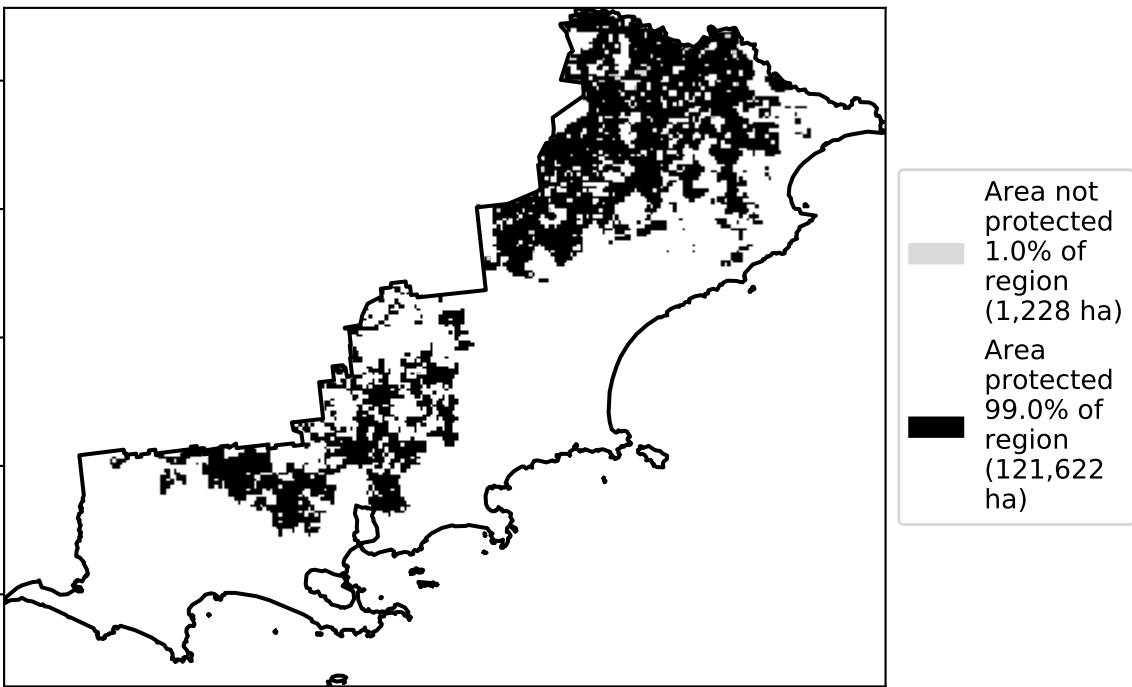 Area not
protected
1.0% of
region
(1,228 ha)
Area
protected
99.0% of
region
(121,622
ha)